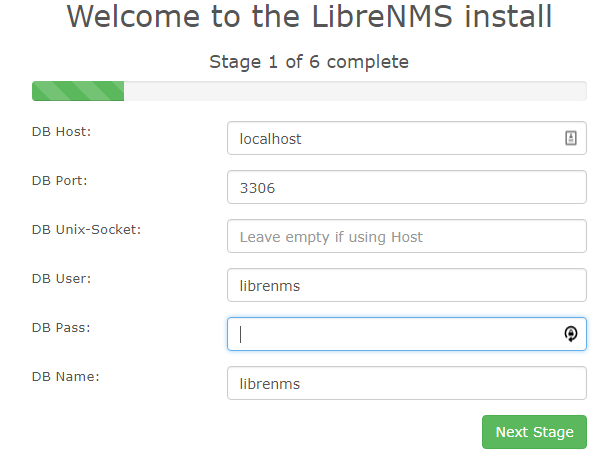 Welcome to the LibreNMS install
Stage 1 of 6 complete
DB Host: localhost
DB Port: 3306
DB Unix-Socket: Leave empty if using Host
DB User: librenms
DB Pass:
DB Name: librenms
Next Stage